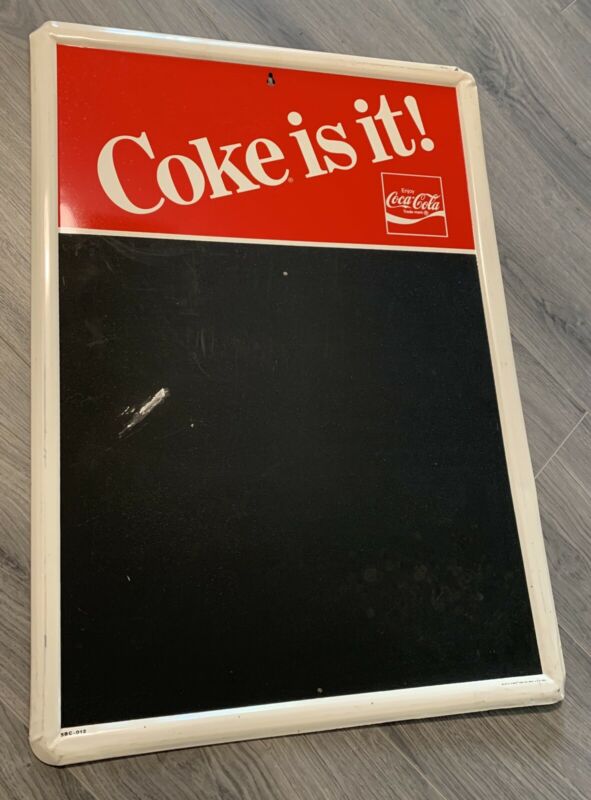 Coke is it!
®
Enjoy
Coca-Cola
Trade-mark ®
SBC-012